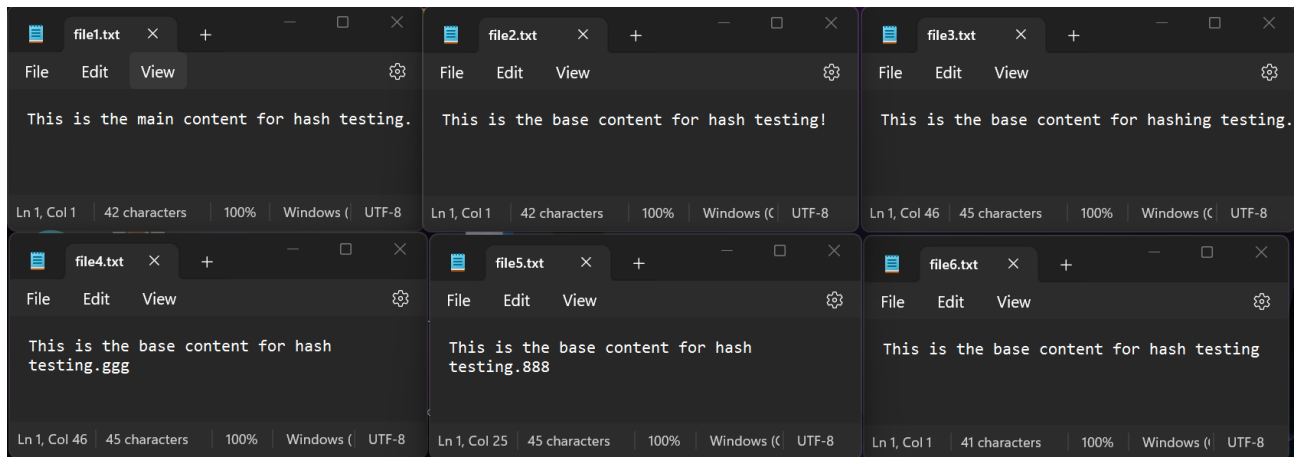 file1.txt
File Edit View
This is the main content for hash testing.
Ln 1, Col 1 42 characters 100% Windows ( UTF-8
file2.txt
File Edit View
This is the base content for hash testing!
Ln 1, Col 1 42 characters 100% Windows (C UTF-8
file3.txt
File Edit View
This is the base content for hashing testing.
Ln 1, Col 46 45 characters 100% Windows (C UTF-8
file4.txt
File Edit View
This is the base content for hash
testing.ggg
Ln 1, Col 46 45 characters 100% Windows ( UTF-8
file5.txt
File Edit View
This is the base content for hash
testing.888
Ln 1, Col 25 45 characters 100% Windows (C UTF-8
file6.txt
File Edit View
This is the base content for hash testing
Ln 1, Col 1 41 characters 100% Windows ( UTF-8